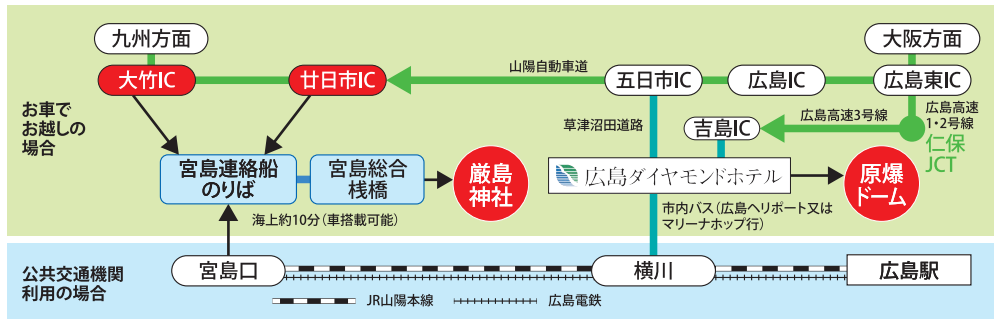 九州方面
大阪方面
大竹IC
廿日市IC
山陽自動車道
五日市IC
広島IC
広島東IC
お車で
お越しの
場合
草津沼田道路
吉島IC
広島高速3号線
広島高速
1・2号線
仁保
JCT
宮島連絡船
のりば
宮島総合
桟橋
厳島
神社
広島ダイヤモンドホテル
原爆
ドーム
海上約10分（車搭載可能）
市内バス（広島ヘリポート又は
マリーナホップ行）
公共交通機関
利用の場合
宮島口
横川
広島駅
JR山陽本線
広島電鉄